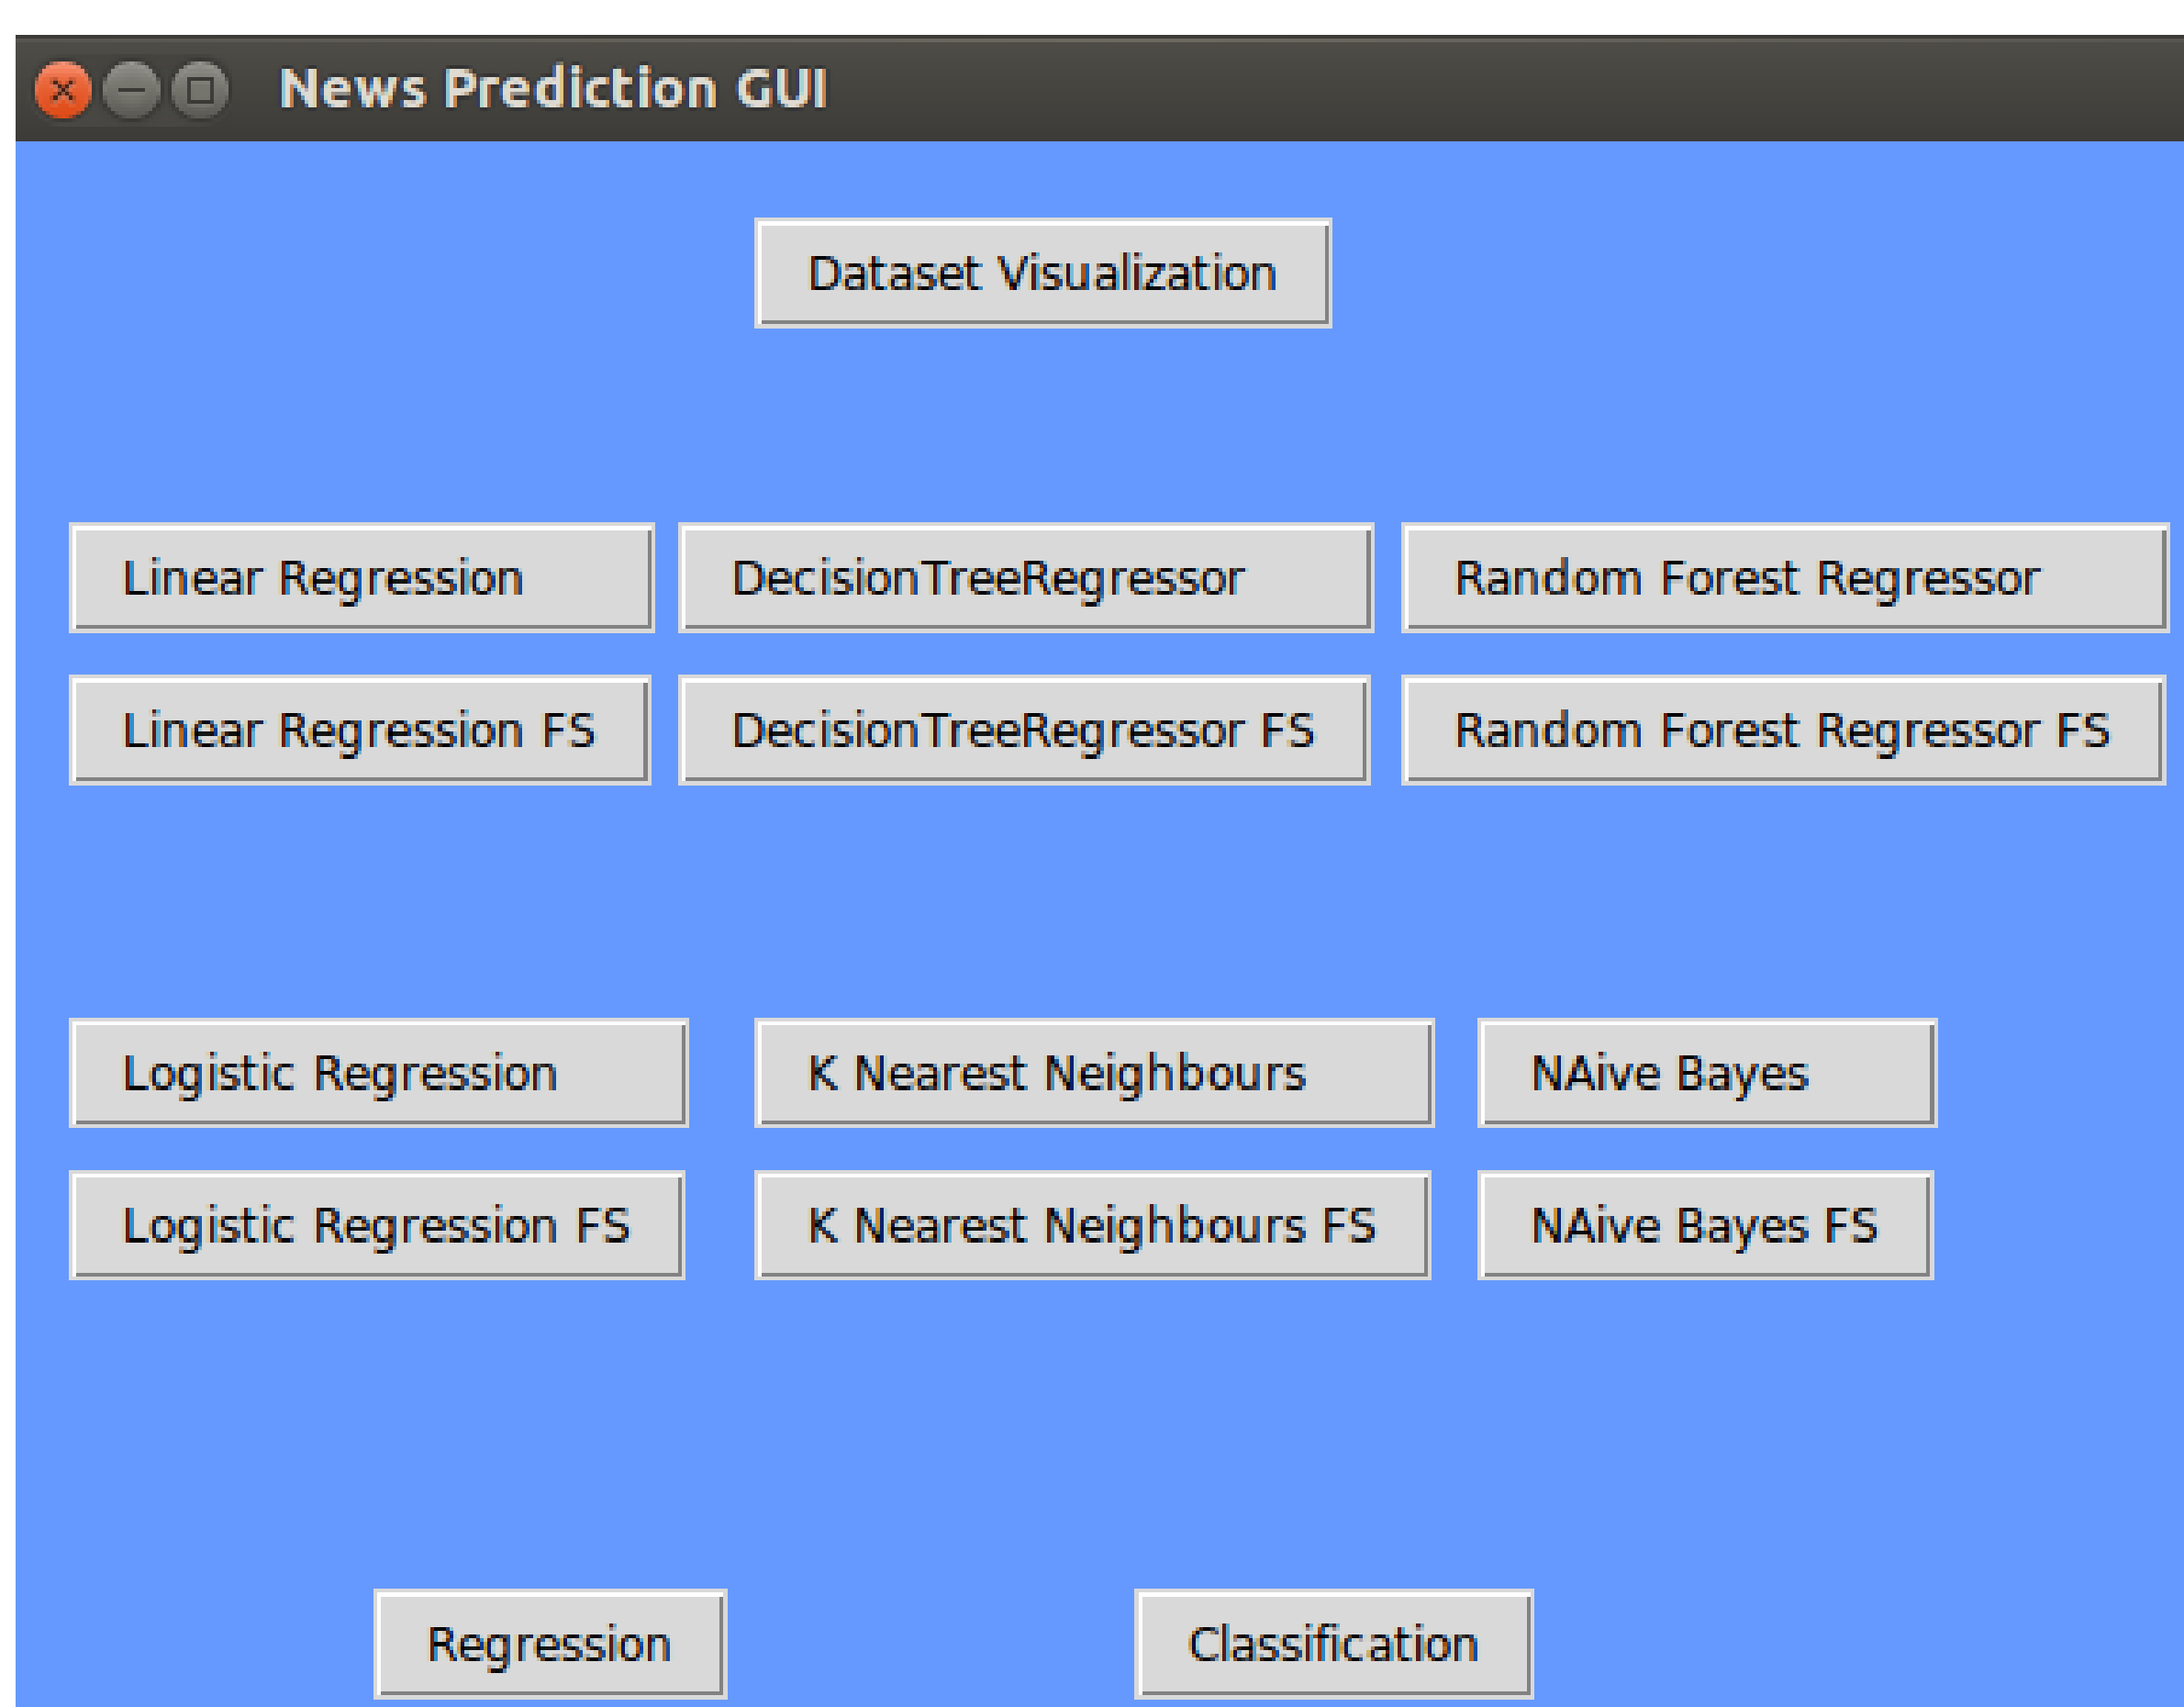 News Prediction GUI
Dataset Visualization
Linear Regression
DecisionTreeRegressor
Random Forest Regressor
Linear Regression FS
DecisionTreeRegressor FS
Random Forest Regressor FS
Logistic Regression
K Nearest Neighbours
NAive Bayes
Logistic Regression FS
K Nearest Neighbours FS
NAive Bayes FS
Regression
Classification